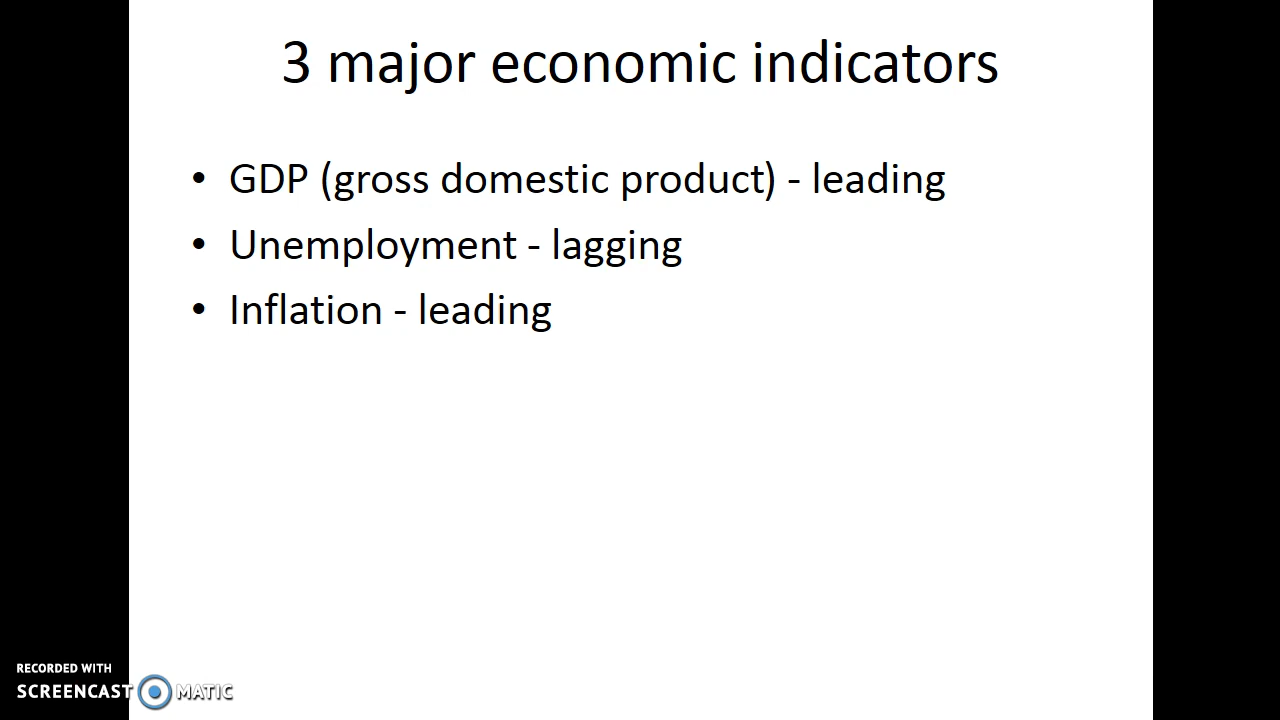 3 major economic indicators
• GDP (gross domestic product) - leading
• Unemployment - lagging
• Inflation - leading
RECORDED WITH
SCREENCAST MATIC